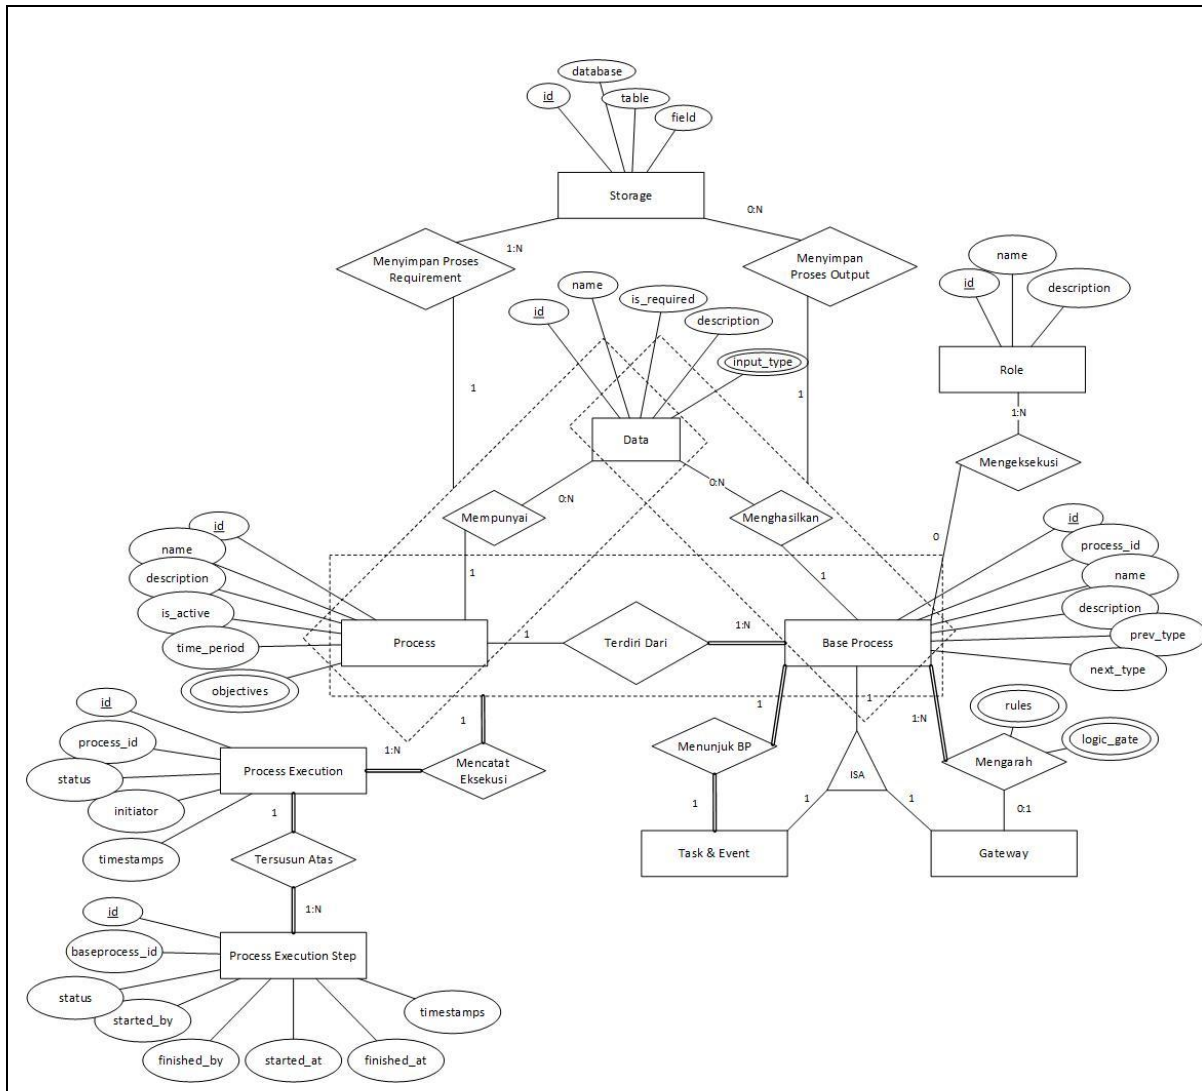 database
id
table
field
Storage
0:N
1:N
Menyimpan Proses
Requirement
Menyimpan
Proses Output
name
id
description
name
is_required
id
description
input_type
Role
1
1
1:N
Data
Mengeksekusi
0:N
0:N
Mempunyai
Menghasilkan
id
name
description
is_active
time_period
objectives
1
1
0
id
process_id
name
description
prev_type
next_type
Process
1
Terdiri Dari
1:N
Base Process
id
process_id
status
initiator
timestamps
Process Execution
1:N
1
Mencatat
Eksekusi
1
Menunjuk BP
1
1:N
rules
logic_gate
Mengarah
ISA
1
Tersusun Atas
1
1
1
0:1
Task & Event
Gateway
1:N
id
baseprocess_id
status
started_by
finished_by
started_at
finished_at
timestamps
Process Execution Step